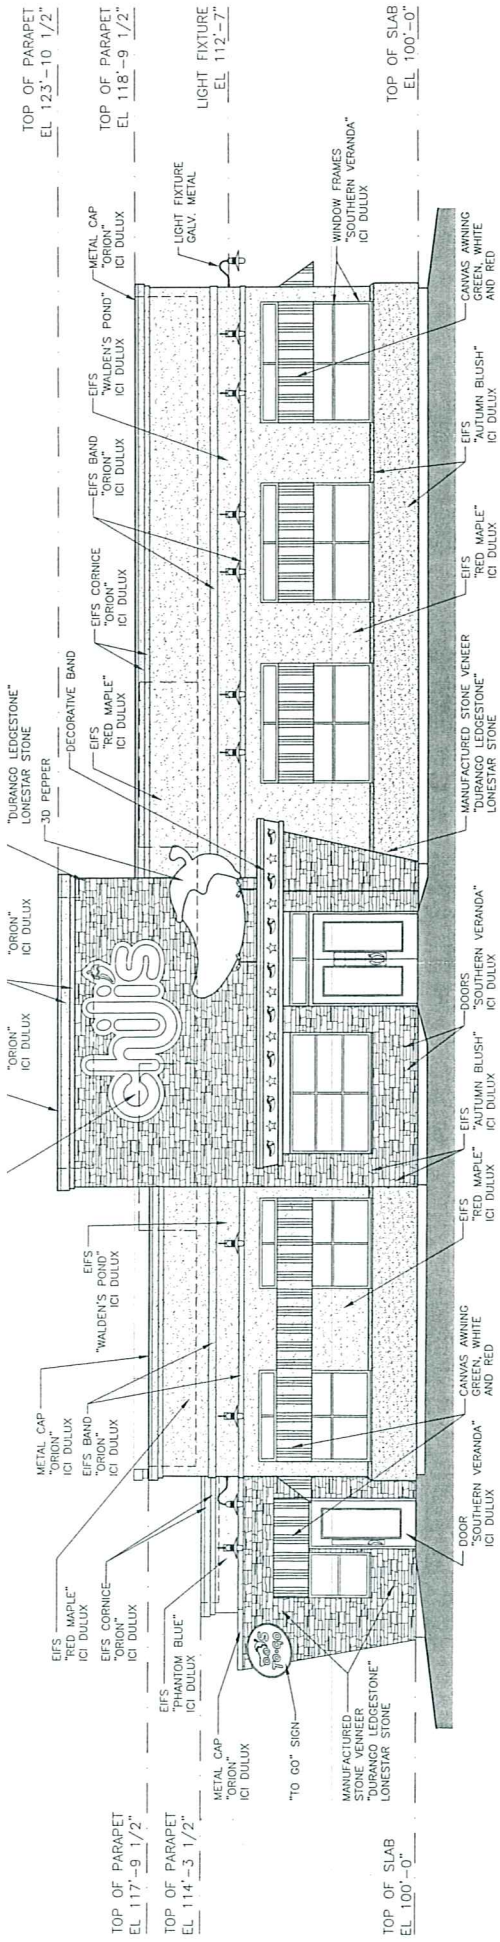 TOP OF PARAPET
EL 117'-9 1/2"
TOP OF PARAPET
EL 114'-3 1/2"
TOP OF SLAB
EL 100'-0"
EIFS
"RED MAPLE"
ICI DULUX
EIFS CORNICE
"ORION"
ICI DULUX
EIFS
"PHANTOM BLUE"
ICI DULUX
METAL CAP
"ORION"
ICI DULUX
"TO GO" SIGN
MANUFACTURED
STONE VENNEER
"DURANGO LEDGESTONE"
LONESTAR STONE
METAL CAP
"ORION"
ICI DULUX
EIFS BAND
"ORION"
ICI DULUX
EIFS
"WALDEN'S POND"
ICI DULUX
TO GO
DOOR
"SOUTHERN VERANDA"
ICI DULUX
CANVAS AWNING
GREEN, WHITE
AND RED
EIFS
"RED MAPLE"
ICI DULUX
EIFS
"AUTUMN BLUSH"
ICI DULUX
DOORS
"SOUTHERN VERANDA"
ICI DULUX
chili's
"ORION"
ICI DULUX
"ORION"
ICI DULUX
"DURANGO LEDGESTONE"
LONESTAR STONE
3D PEPPER
DECORATIVE BAND
EIFS
"RED MAPLE"
ICI DULUX
EIFS CORNICE
"ORION"
ICI DULUX
EIFS BAND
"ORION"
ICI DULUX
EIFS
"WALDEN'S POND"
ICI DULUX
METAL CAP
"ORION"
ICI DULUX
LIGHT FIXTURE
GALV. METAL
WINDOW FRAMES
"SOUTHERN VERANDA"
ICI DULUX
MANUFACTURED STONE VENEER
"DURANGO LEDGESTONE"
LONESTAR STONE
EIFS
"RED MAPLE"
ICI DULUX
EIFS
"AUTUMN BLUSH"
ICI DULUX
CANVAS AWNING
GREEN, WHITE
AND RED
TOP OF PARAPET
EL 123'-10 1/2"
TOP OF PARAPET
EL 118'-9 1/2"
LIGHT FIXTURE
EL 112'-7"
TOP OF SLAB
EL 100'-0"